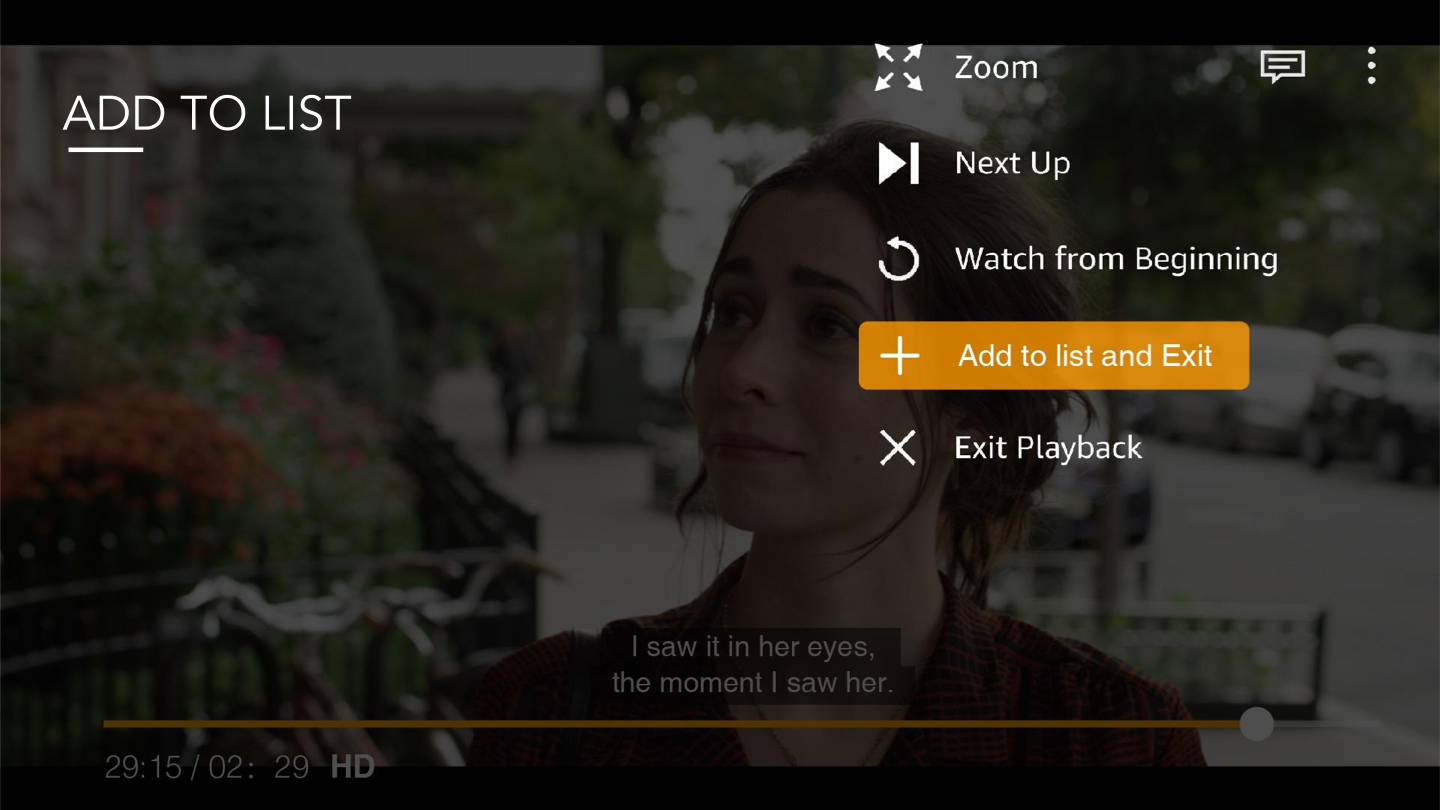 Zoom
ADD TO LIST
Next Up
Watch from Beginning
Add to list and Exit
Exit Playback
I saw it in her eyes,
the moment I saw her.
29:15 / 02: 29 HD